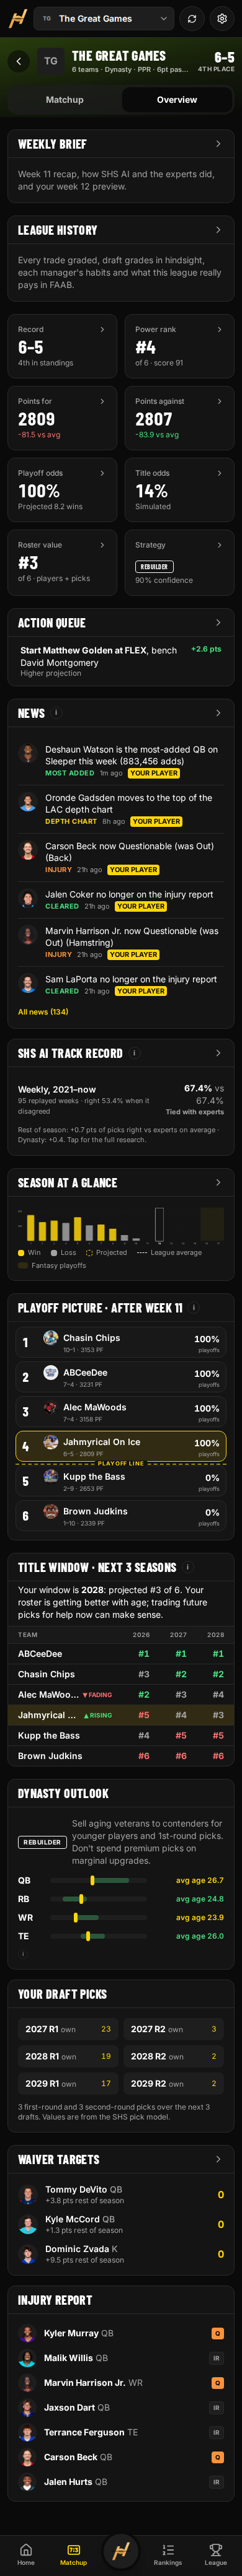 TG The Great Games
TG
THE GREAT GAMES
6 teams · Dynasty · PPR · 6pt pas...
6-5
4TH PLACE
Matchup
Overview
WEEKLY BRIEF
Week 11 recap, how SHS AI and the experts did,
and your week 12 preview.
LEAGUE HISTORY
Every trade graded, draft grades in hindsight,
each manager's habits and what this league really
pays in FAAB.
Record
6-5
4th in standings
Power rank
#4
of 6 · score 91
Points for
2809
-81.5 vs avg
Points against
2807
-83.9 vs avg
Playoff odds
100%
Projected 8.2 wins
Title odds
14%
Simulated
Roster value
#3
of 6 · players + picks
Strategy
REBUILDER
90% confidence
ACTION QUEUE
Start Matthew Golden at FLEX, bench
David Montgomery
+2.6 pts
Higher projection
NEWS
Deshaun Watson is the most-added QB on
Sleeper this week (883,456 adds)
MOST ADDED 1m ago YOUR PLAYER
Oronde Gadsden moves to the top of the
LAC depth chart
DEPTH CHART 8h ago YOUR PLAYER
Carson Beck now Questionable (was Out)
(Back)
INJURY 21h ago YOUR PLAYER
Jalen Coker no longer on the injury report
CLEARED 21h ago YOUR PLAYER
Marvin Harrison Jr. now Questionable (was
Out) (Hamstring)
INJURY 21h ago YOUR PLAYER
Sam LaPorta no longer on the injury report
CLEARED 21h ago YOUR PLAYER
All news (134)
SHS AI TRACK RECORD
Weekly, 2021–now
95 replayed weeks · right 53.4% when it
disagreed
67.4% vs
67.4%
Tied with experts
Rest of season: +0.7 pts of picks right vs experts on average ·
Dynasty: +0.4. Tap for the full research.
SEASON AT A GLANCE
Win
Loss
Projected
League average
Fantasy playoffs
PLAYOFF PICTURE · AFTER WEEK 11
1 Chasin Chips 100%
10–1 · 3153 PF playoffs
2 ABCeeDee 100%
7–4 · 3231 PF playoffs
3 Alec MaWoods 100%
7–4 · 3158 PF playoffs
4 Jahmyrical On Ice 100%
6–5 · 2809 PF playoffs
PLAYOFF LINE
5 Kupp the Bass 0%
2–9 · 2653 PF playoffs
6 Brown Judkins 0%
1–10 · 2339 PF playoffs
TITLE WINDOW · NEXT 3 SEASONS
Your window is 2028: projected #3 of 6. Your
roster is getting better with age; trading future
picks for help now can make sense.
TEAM 2026 2027 2028
ABCeeDee #1 #1 #1
Chasin Chips #3 #2 #2
Alec MaWoo... ▼FADING #2 #3 #4
Jahmyrical ... ▲RISING #5 #4 #3
Kupp the Bass #4 #5 #5
Brown Judkins #6 #6 #6
DYNASTY OUTLOOK
REBUILDER
Selling aging veterans to contenders for
younger players and 1st-round picks.
Don't spend premium picks on
marginal upgrades.
QB avg age 26.7
RB avg age 24.8
WR avg age 23.9
TE avg age 26.0
YOUR DRAFT PICKS
2027 R1 own 23
2027 R2 own 3
2028 R1 own 19
2028 R2 own 2
2029 R1 own 17
2029 R2 own 2
3 first-round and 3 second-round picks over the next 3
drafts. Values are from the SHS pick model.
WAIVER TARGETS
Tommy DeVito QB 0
+3.8 pts rest of season
Kyle McCord QB 0
+1.3 pts rest of season
Dominic Zvada K 0
+9.5 pts rest of season
INJURY REPORT
Kyler Murray QB Q
Malik Willis QB IR
Marvin Harrison Jr. WR Q
Jaxson Dart QB IR
Terrance Ferguson TE IR
Carson Beck QB Q
Jalen Hurts QB IR
Home
Matchup
Rankings
League